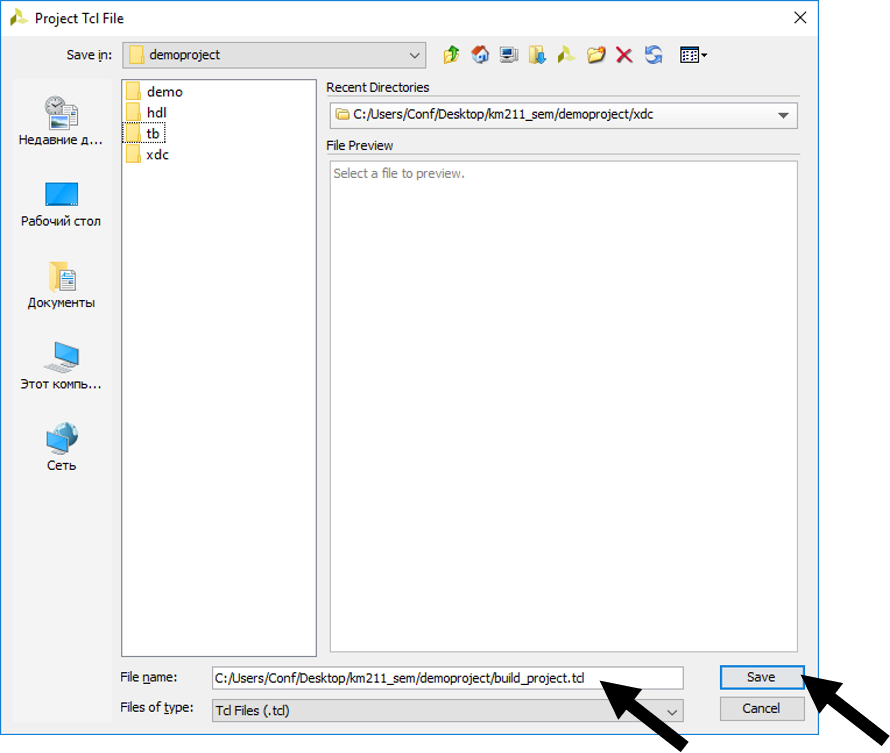 Project Tcl File
Save in: demoproject
Недавние д...
Рабочий стол
Документы
Этот компь...
Сеть
demo
hdl
tb
xdc
Recent Directories
C:/Users/Conf/Desktop/km211_sem/demoproject/xdc
File Preview
Select a file to preview.
File name: C:/Users/Conf/Desktop/km211_sem/demoproject/build_project.tcl
Save
Files of type: Tcl Files (.tcl)
Cancel